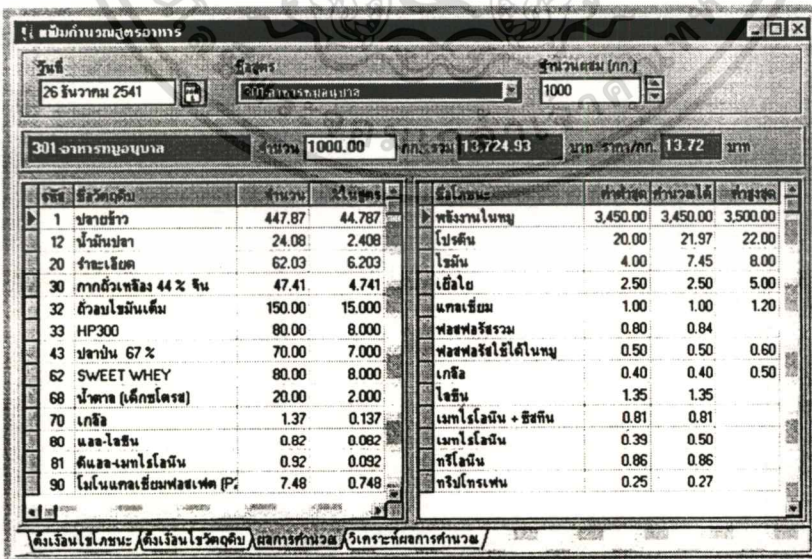 แฟ้มคำนวณสูตรอาหาร
วันที่ ชื่อสูตร จำนวนผสม (กก.)
26 ธันวาคม 2541 301-อาหารหมูอนุบาล 1000
301-อาหารหมูอนุบาล จำนวน 1000.00 กก. รวม 13,724.93 บาท ราคา/กก. 13.72 บาท
รหัส ชื่อวัตถุดิบ จำนวน %ในสูตร
1 ปลายข้าว 447.87 44.787
12 น้ำมันปลา 24.08 2.408
20 รำละเอียด 62.03 6.203
30 กากถั่วเหลือง 44 % จีน 47.41 4.741
32 ถั่วอบไขมันเต็ม 150.00 15.000
33 HP300 80.00 8.000
43 ปลาป่น 67 % 70.00 7.000
62 SWEET WHEY 80.00 8.000
68 น้ำตาล (เด็กซโตรส) 20.00 2.000
70 เกลือ 1.37 0.137
80 แอล-ไลซีน 0.82 0.082
81 ดีแอล-เมทไธโอนีน 0.92 0.092
90 โมโนแคลเซียมฟอสเฟต (P2 7.48 0.748
ชื่อโภชนะ ค่าต่ำสุด คำนวณได้ ค่าสูงสุด
พลังงานในหมู 3,450.00 3,450.00 3,500.00
โปรตีน 20.00 21.97 22.00
ไขมัน 4.00 7.45 8.00
เยื่อใย 2.50 2.50 5.00
แคลเซียม 1.00 1.00 1.20
ฟอสฟอรัสรวม 0.80 0.84
ฟอสฟอรัสใช้ได้ในหมู 0.50 0.50 0.60
เกลือ 0.40 0.40 0.50
ไลซีน 1.35 1.35
เมทไธโอนีน + ซีสทีน 0.81 0.81
เมทไธโอนีน 0.39 0.50
ทรีโอนีน 0.86 0.86
ทริปโทรเฟน 0.25 0.27
ตั้งเงื่อนไขโภชนะ ตั้งเงื่อนไขวัตถุดิบ ผลการคำนวณ วิเคราะห์ผลการคำนวณ